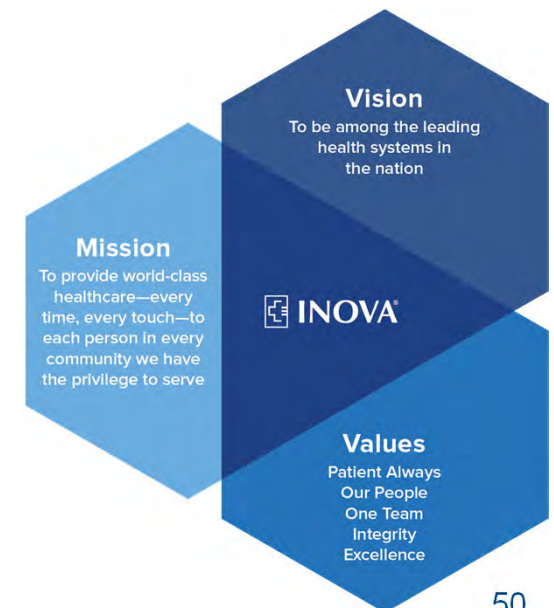 Vision
To be among the leading
health systems in
the nation
Mission
To provide world-class
healthcare—every
time, every touch—to
each person in every
community we have
the privilege to serve
INOVA®
Values
Patient Always
Our People
One Team
Integrity
Excellence
50